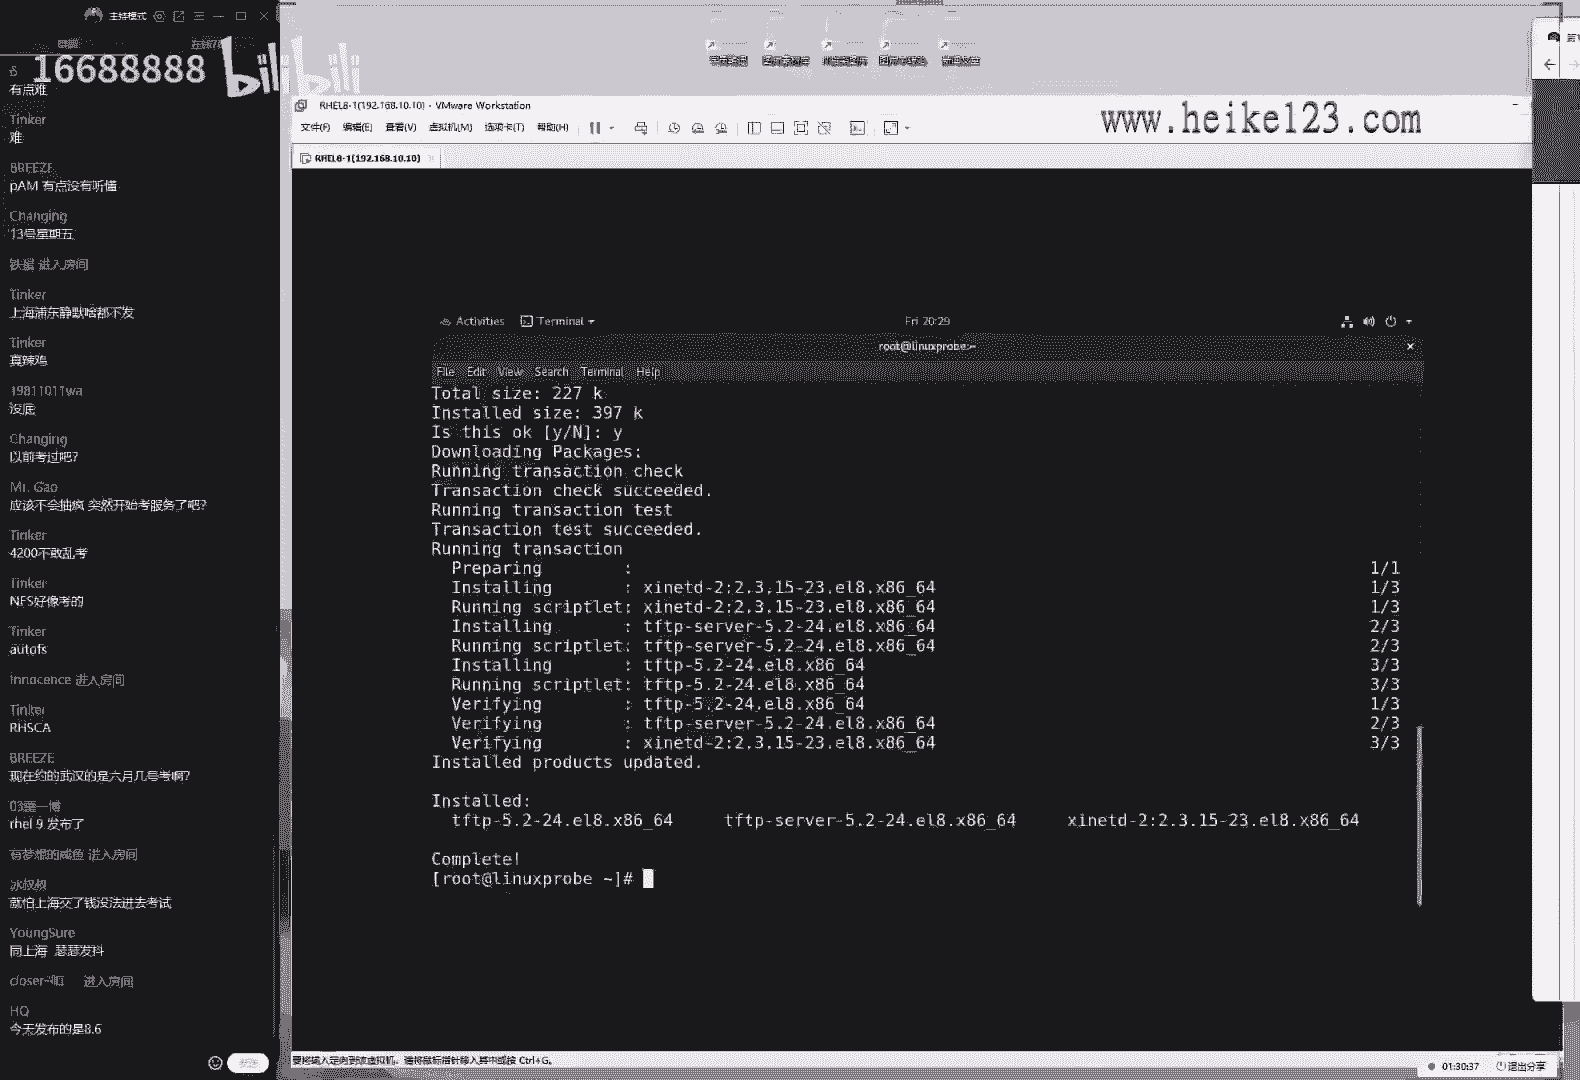 主持模式
16688888
bilibili
有点难
Tinker
难
BREEZE
pAM 有点没有听懂
Changing
13号星期五
铁蛋 进入房间
Tinker
上海浦东静默啥都不发
Tinker
真辣鸡
19811011wa
没底
Changing
以前考过吧?
Mr. Gao
应该不会抽疯 突然开始考服务了吧?
Tinker
4200不敢乱考
Tinker
NFS好像考的
Tinker
autofs
innocence 进入房间
Tinker
RHSCA
BREEZE
现在约的武汉的是六月几号考啊?
rhel 9 发布了
有梦想的咸鱼 进入房间
冰叔叔
就怕上海交了钱没法进去考试
YoungSure
同上海 瑟瑟发抖
进入房间
HQ
今天发布的是8.6
RHEL8-1(192.168.10.10) - VMware Workstation
www.heike123.com
文件(F) 编辑(E) 查看(V) 虚拟机(M) 选项卡(T) 帮助(H)
RHEL8-1(192.168.10.10)
Activities Terminal Fri 20:29
root@linuxprobe:~
File Edit View Search Terminal Help
Total size: 227 k
Installed size: 397 k
Is this ok [y/N]: y
Downloading Packages:
Running transaction check
Transaction check succeeded.
Running transaction test
Transaction test succeeded.
Running transaction
Preparing : 1/1
Installing : xinetd-2:2.3.15-23.el8.x86_64 1/3
Running scriptlet: xinetd-2:2.3.15-23.el8.x86_64 1/3
Installing : tftp-server-5.2-24.el8.x86_64 2/3
Running scriptlet: tftp-server-5.2-24.el8.x86_64 2/3
Installing : tftp-5.2-24.el8.x86_64 3/3
Running scriptlet: tftp-5.2-24.el8.x86_64 3/3
Verifying : tftp-5.2-24.el8.x86_64 1/3
Verifying : tftp-server-5.2-24.el8.x86_64 2/3
Verifying : xinetd-2:2.3.15-23.el8.x86_64 3/3
Installed products updated.
Installed:
tftp-5.2-24.el8.x86_64 tftp-server-5.2-24.el8.x86_64 xinetd-2:2.3.15-23.el8.x86_64
Complete!
[root@linuxprobe ~]#
要将输入定向到该虚拟机，请将鼠标指针移入其中或按 Ctrl+G。
01:30:37 退出分享